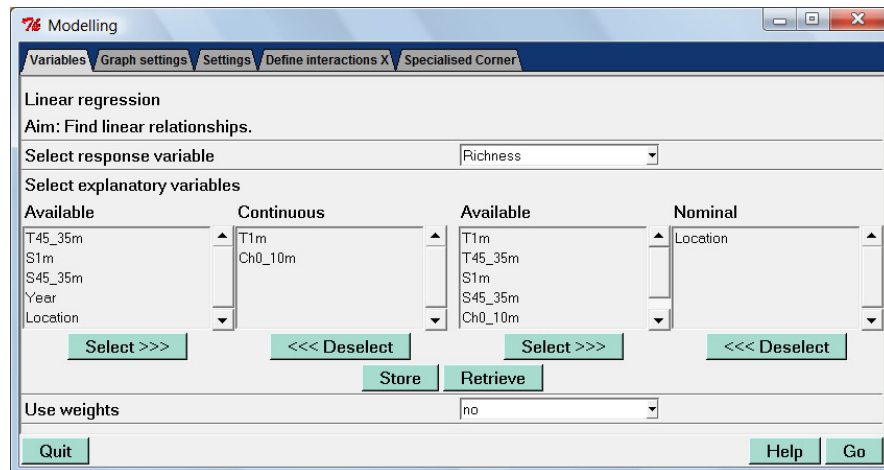 Modelling
Variables Graph settings Settings Define interactions X Specialised Corner
Linear regression
Aim: Find linear relationships.
Select response variable Richness
Select explanatory variables
Available Continuous Available Nominal
T45_35m T1m T1m Location
S1m Ch0_10m T45_35m
S45_35m S1m
Year S45_35m
Location Ch0_10m
Select >>> <<< Deselect Select >>> <<< Deselect
Store Retrieve
Use weights no
Quit Help Go